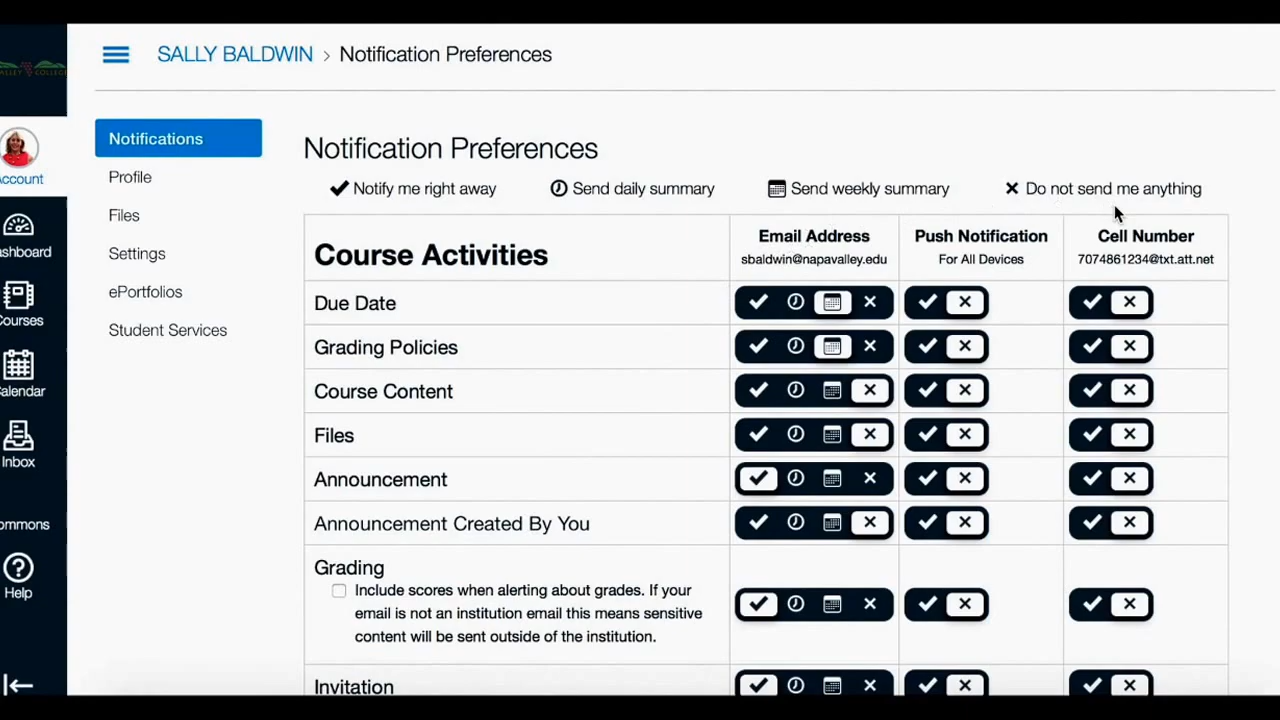 SALLY BALDWIN > Notification Preferences
ALLEY COLLEG
Account
ashboard
Courses
Calendar
Inbox
ommons
Help
Notifications
Profile
Files
Settings
ePortfolios
Student Services
Notification Preferences
Notify me right away Send daily summary Send weekly summary Do not send me anything
Course Activities
Email Address
sbaldwin@napavalley.edu
Push Notification
For All Devices
Cell Number
7074861234@txt.att.net
Due Date
Grading Policies
Course Content
Files
Announcement
Announcement Created By You
Grading
Include scores when alerting about grades. If your
email is not an institution email this means sensitive
content will be sent outside of the institution.
Invitation